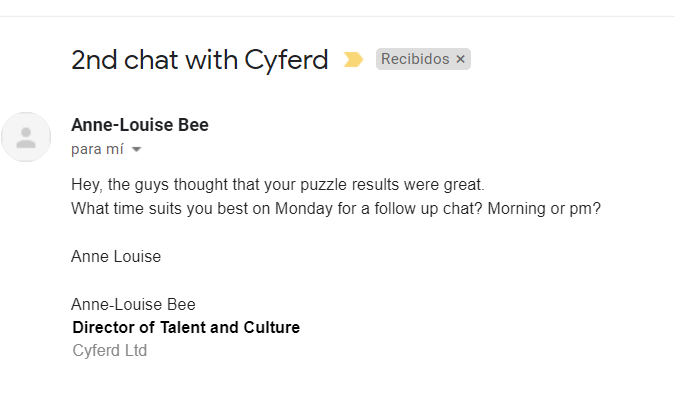 2nd chat with Cyferd Recibidos ×
Anne-Louise Bee
para mí
Hey, the guys thought that your puzzle results were great.
What time suits you best on Monday for a follow up chat? Morning or pm?
Anne Louise
Anne-Louise Bee
Director of Talent and Culture
Cyferd Ltd